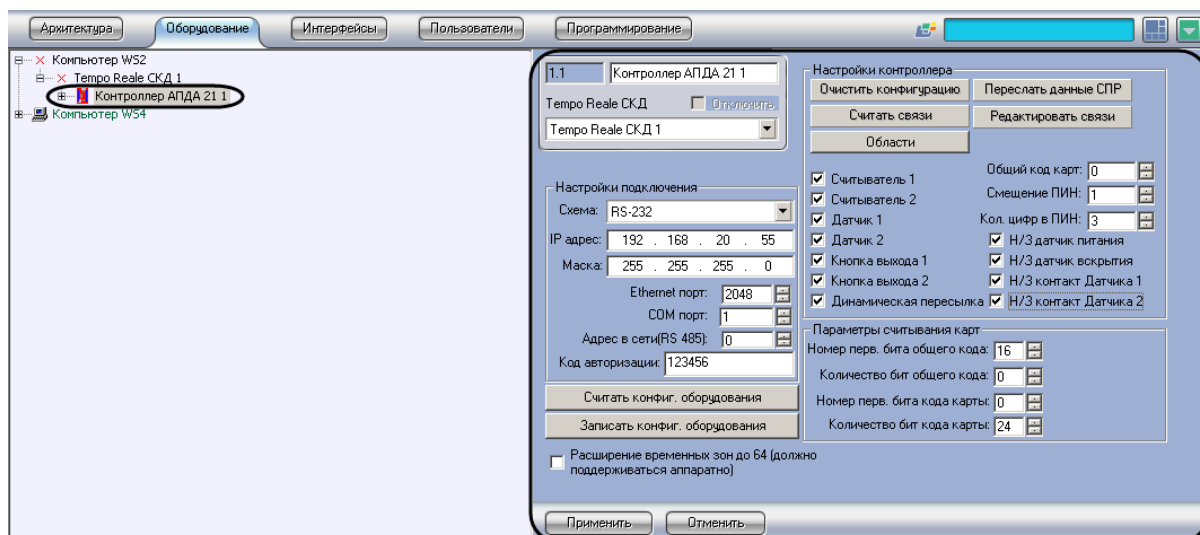 Архитектура Оборудование Интерфейсы Пользователи Программирование
Компьютер WS2
Tempo Reale СКД 1
Контроллер АПДА 21 1
Компьютер WS4
1.1 Контроллер АПДА 21 1
Tempo Reale СКД Отключить
Tempo Reale СКД 1
Настройки подключения
Схема: RS-232
IP адрес: 192 . 168 . 20 . 55
Маска: 255 . 255 . 255 . 0
Ethernet порт: 2048
COM порт: 1
Адрес в сети(RS 485): 0
Код авторизации: 123456
Считать конфиг. оборудования
Записать конфиг. оборудования
Расширение временных зон до 64 (должно
поддерживаться аппаратно)
Настройки контроллера
Очистить конфигурацию Переслать данные СПР
Считать связи Редактировать связи
Области
Считыватель 1
Считыватель 2
Датчик 1
Датчик 2
Кнопка выхода 1
Кнопка выхода 2
Динамическая пересылка
Общий код карт: 0
Смещение ПИН: 1
Кол. цифр в ПИН: 3
Н/З датчик питания
Н/З датчик вскрытия
Н/З контакт Датчика 1
Н/З контакт Датчика 2
Параметры считывания карт
Номер перв. бита общего кода: 16
Количество бит общего кода: 0
Номер перв. бита кода карты: 0
Количество бит кода карты: 24
Применить Отменить